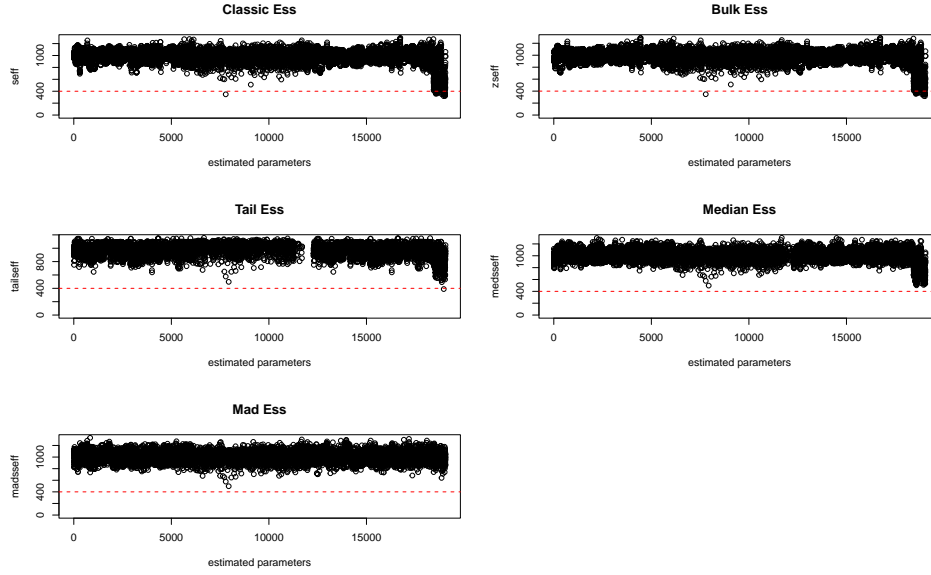 Classic Ess
seff
0 400 1000
0 5000 10000 15000
estimated parameters
Bulk Ess
zseff
0 400 1000
0 5000 10000 15000
estimated parameters
Tail Ess
tailseff
0 400 800
0 5000 10000 15000
estimated parameters
Median Ess
medsseff
0 400 1000
0 5000 10000 15000
estimated parameters
Mad Ess
madsseff
0 400 1000
0 5000 10000 15000
estimated parameters